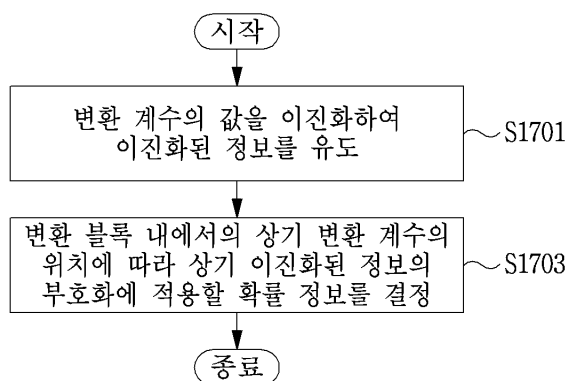 시작
변환 계수의 값을 이진화하여
이진화된 정보를 유도
S1701
변환 블록 내에서의 상기 변환 계수의
위치에 따라 상기 이진화된 정보의
부호화에 적용할 확률 정보를 결정
S1703
종료